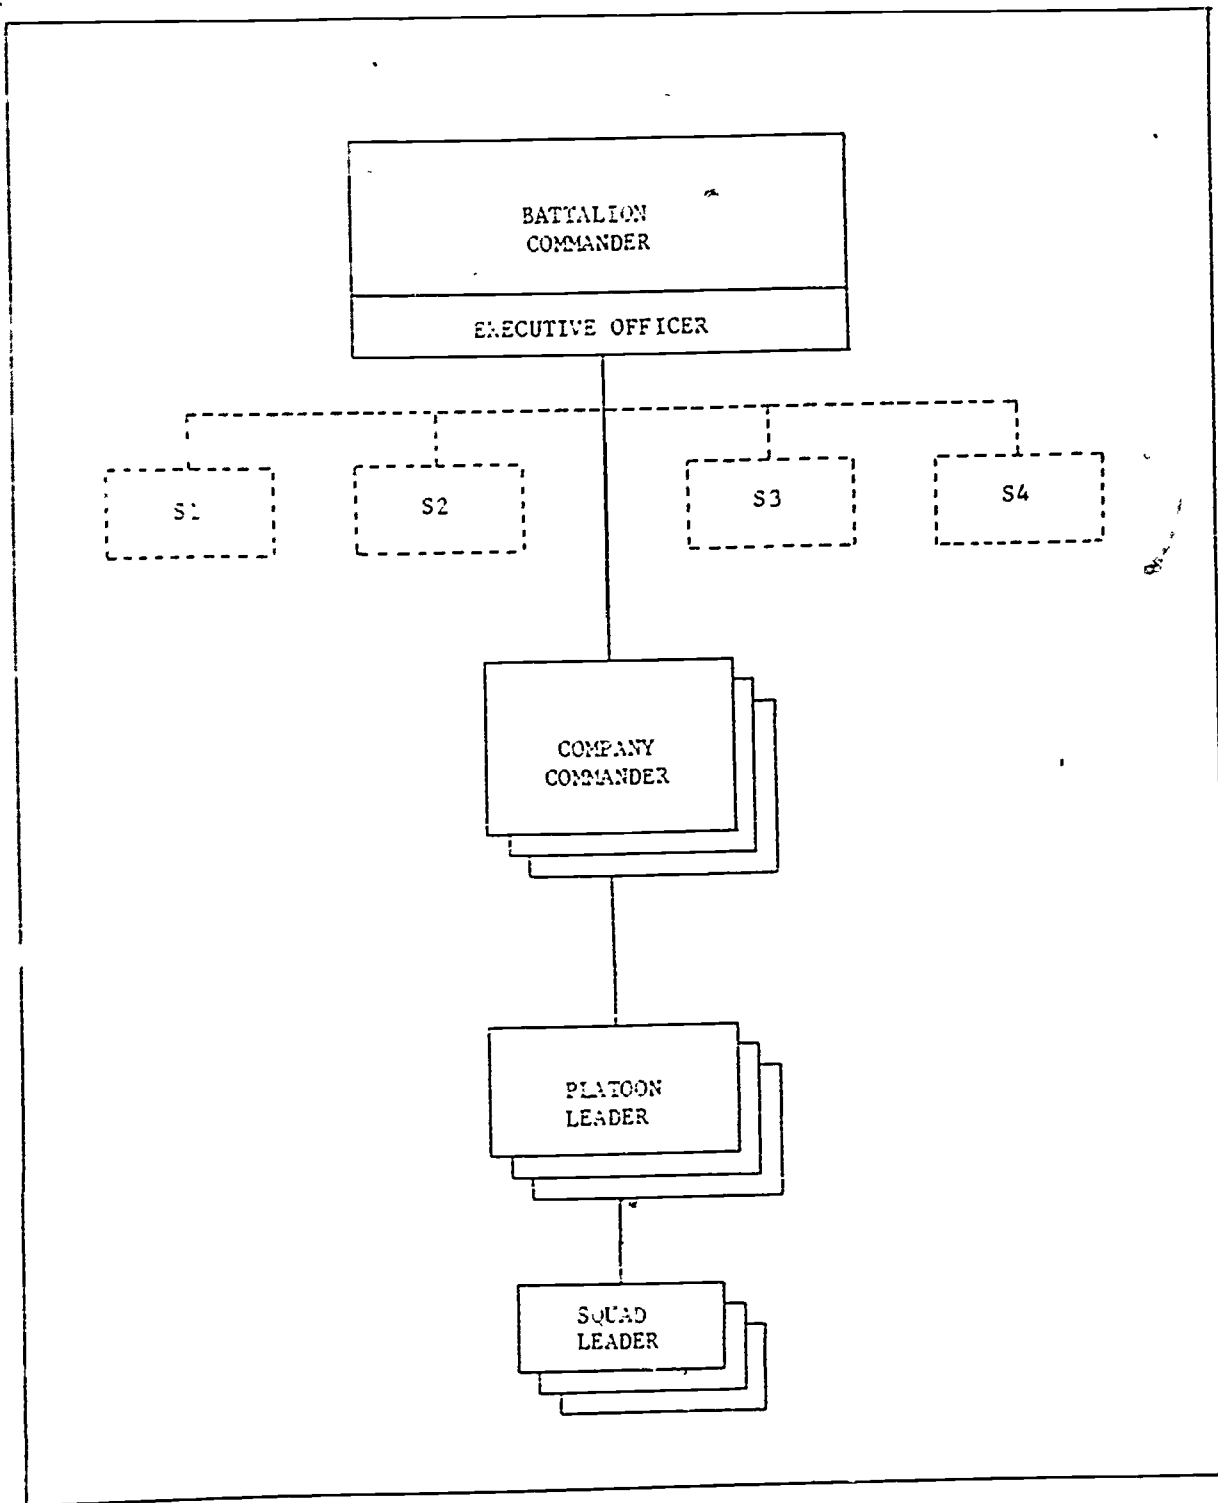 BATTALION
COMMANDER
EXECUTIVE OFFICER
S1
S2
S3
S4
COMPANY
COMMANDER
PLATOON
LEADER
SQUAD
LEADER